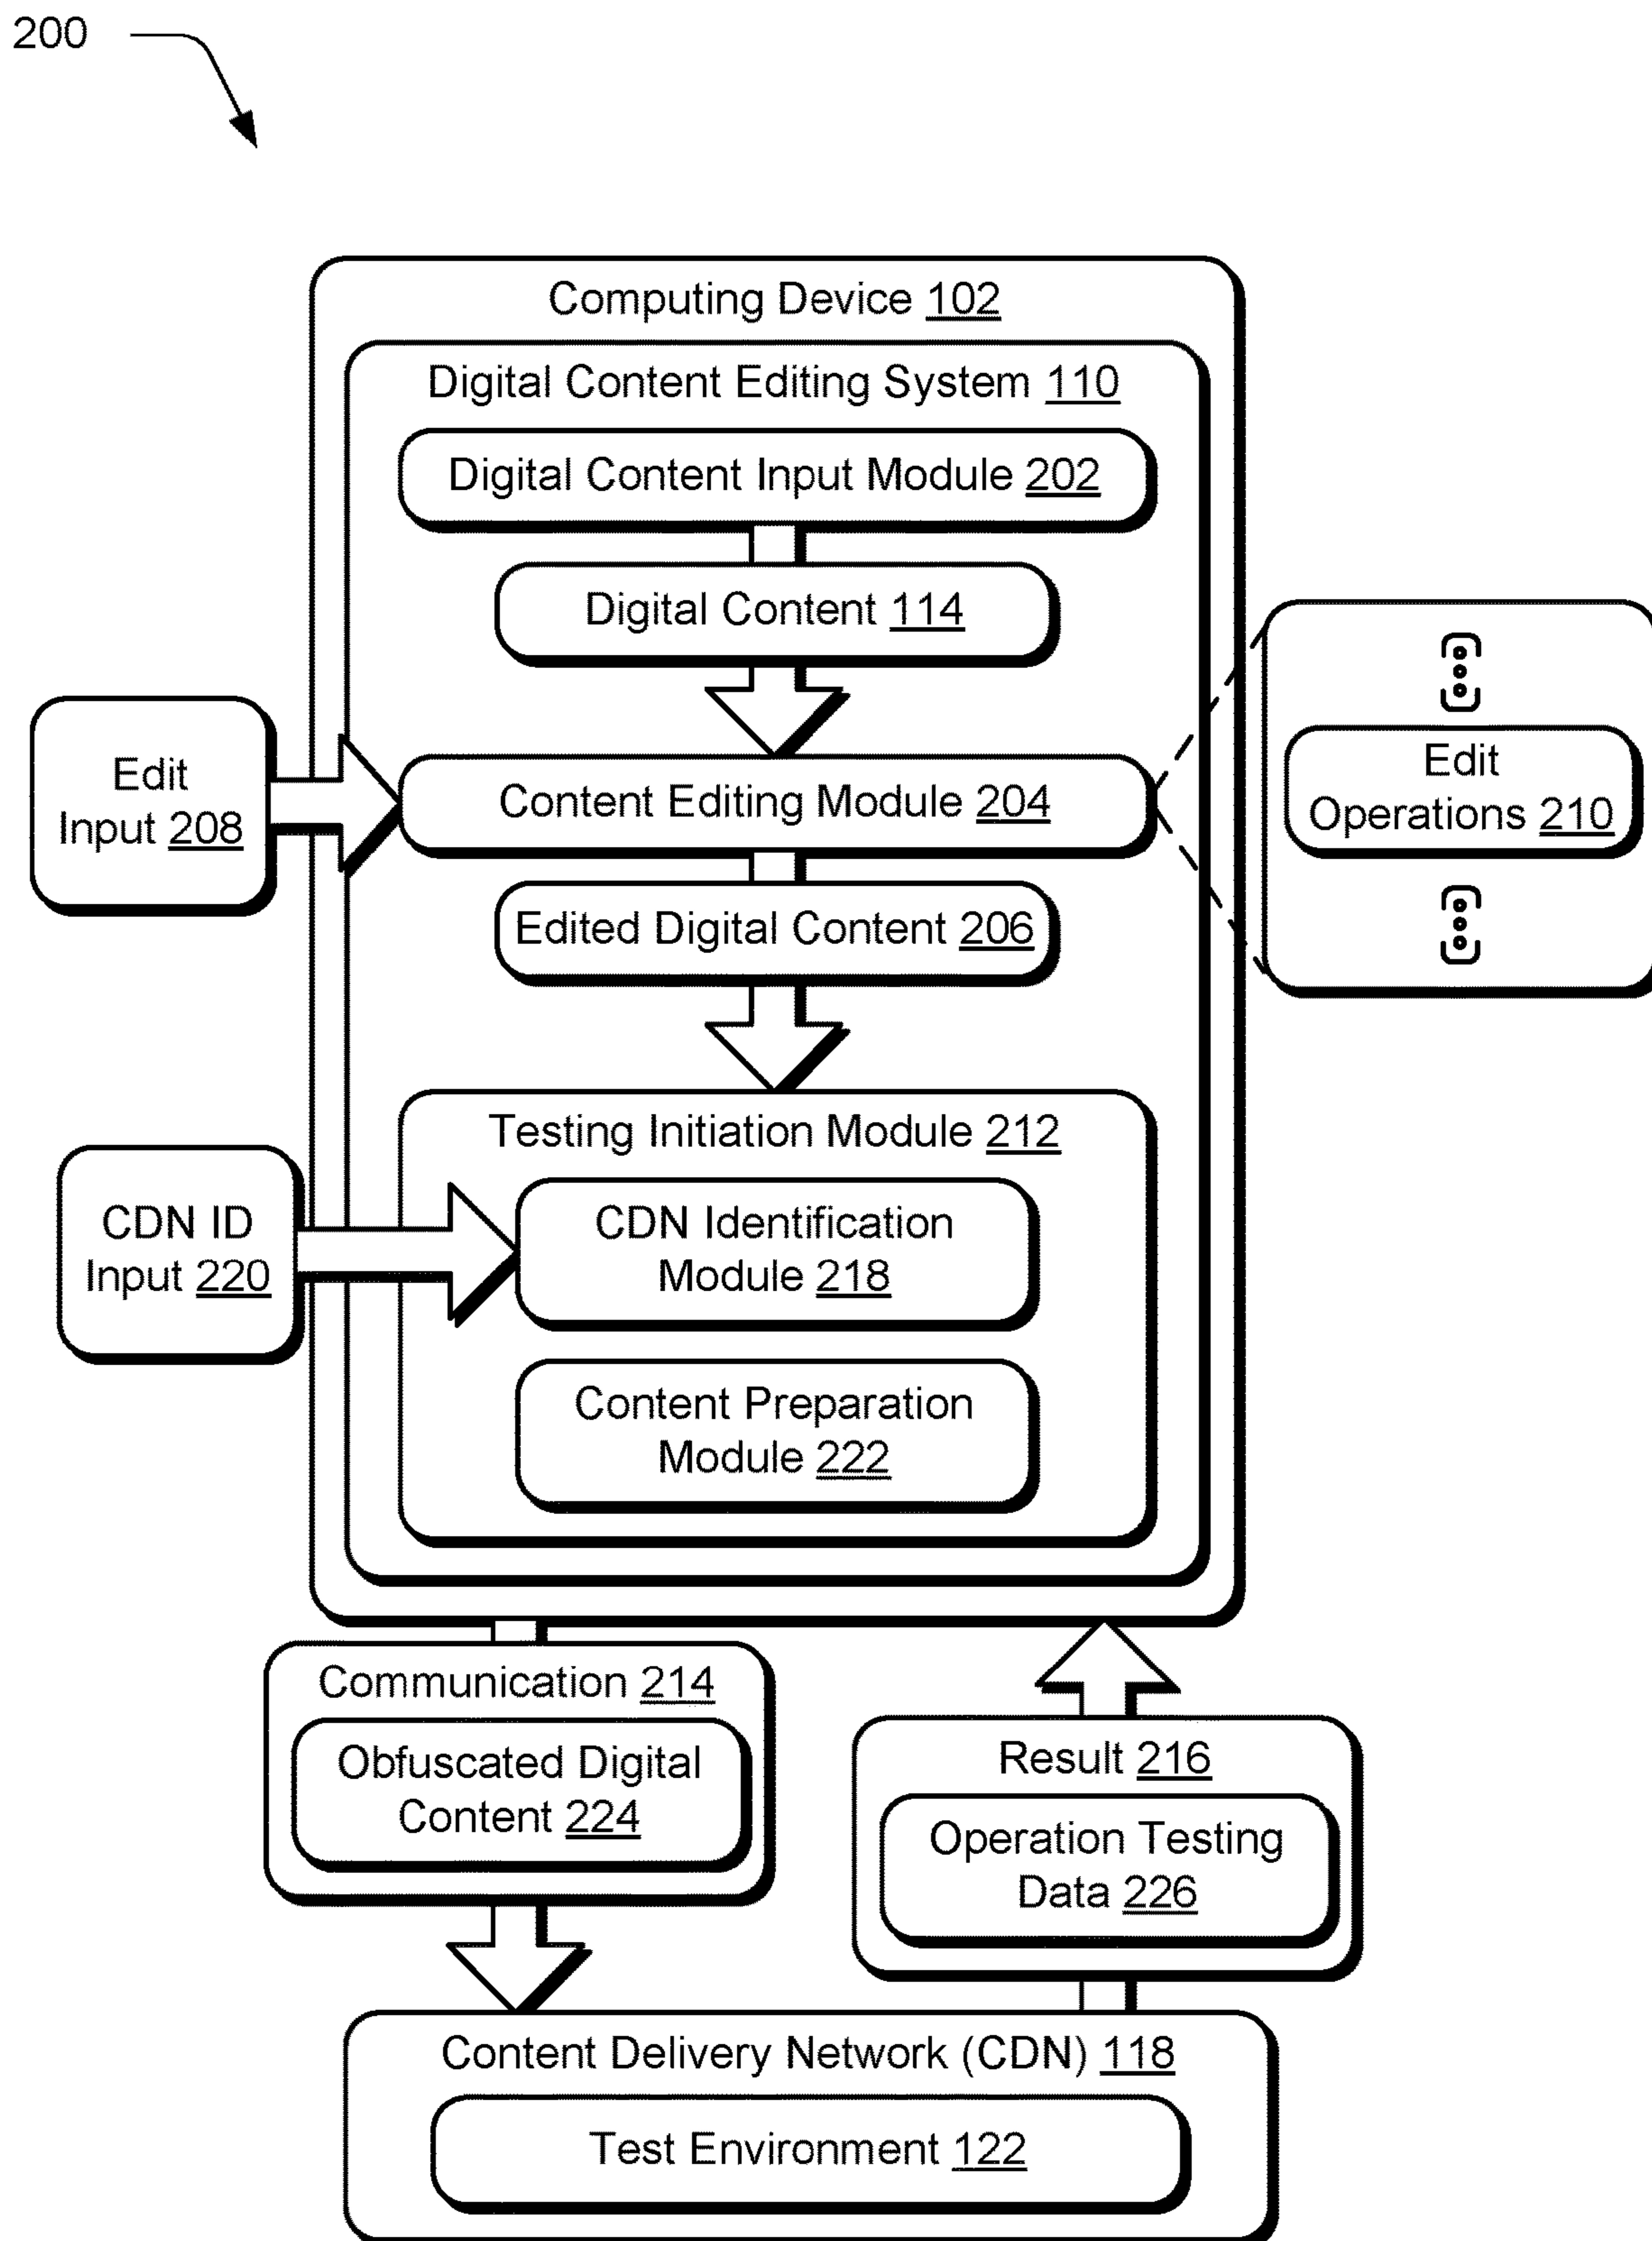 200
Computing Device 102
Digital Content Editing System 110
Digital Content Input Module 202
Digital Content 114
Edit
Input 208
Content Editing Module 204
Edit
Operations 210
Edited Digital Content 206
Testing Initiation Module 212
CDN ID
Input 220
CDN Identification
Module 218
Content Preparation
Module 222
Communication 214
Obfuscated Digital
Content 224
Result 216
Operation Testing
Data 226
Content Delivery Network (CDN) 118
Test Environment 122